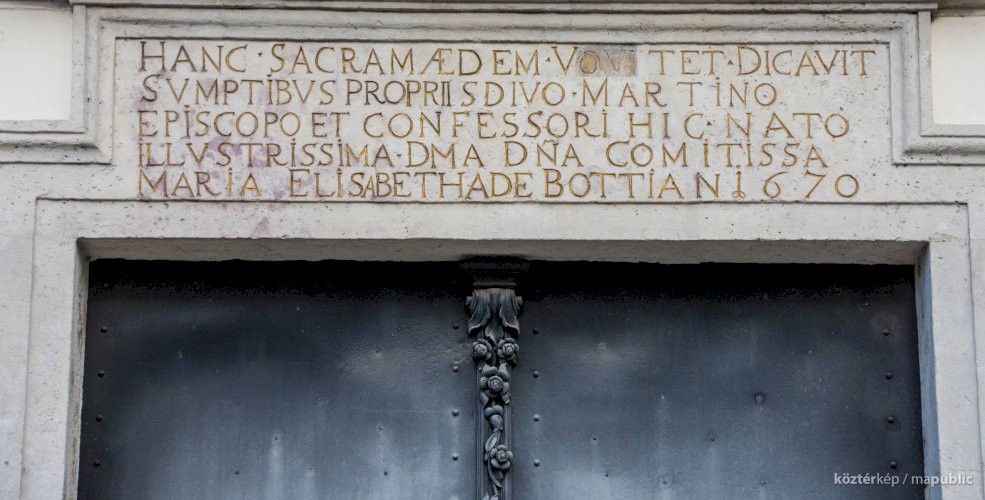 HANC · SACRAM ÆDEM · VOVIT ET · DICAVIT
SVMPTIBVS PROPRIIS DIVO · MARTINO
EPISCOPO ET CONFESSORI HIC · NATO
ILLVSTRISSIMA · DMA DÑA COMITISSA
MARIA ELISABETHA DE BOTTIANI 1670
köztérkép / mapublic